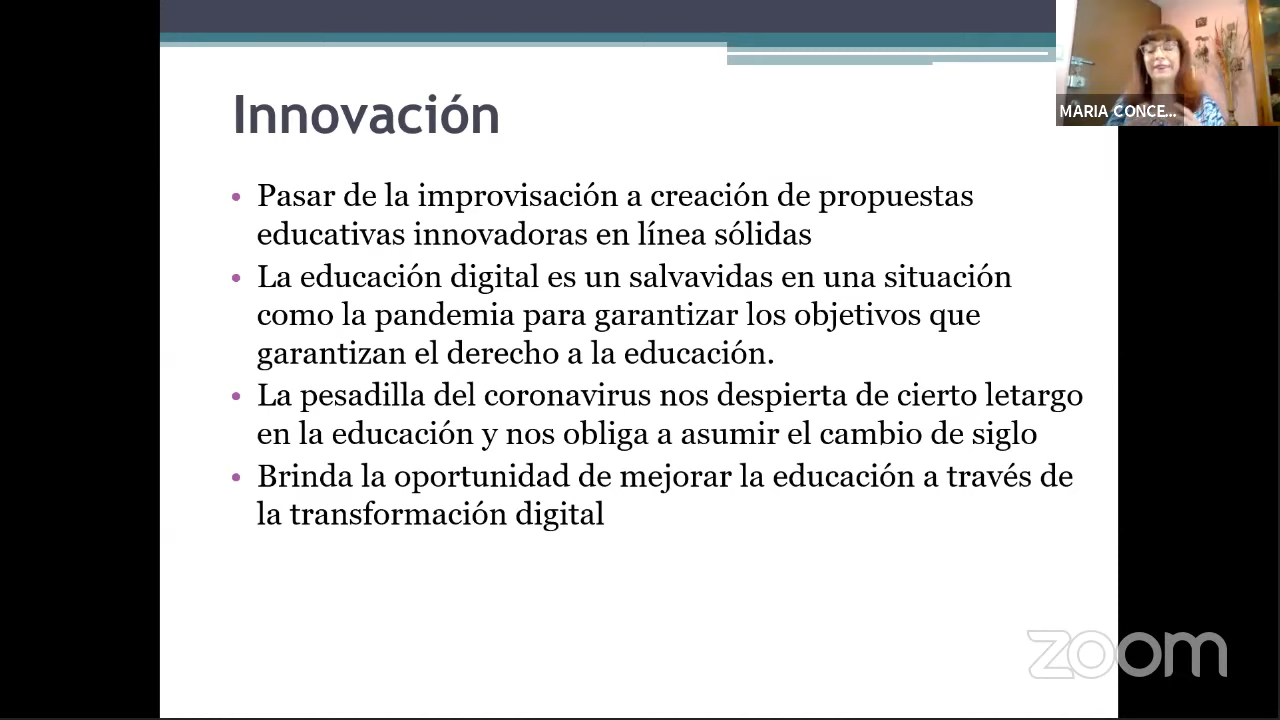 MARIA CONCE...
Innovación
• Pasar de la improvisación a creación de propuestas
educativas innovadoras en línea sólidas
• La educación digital es un salvavidas en una situación
como la pandemia para garantizar los objetivos que
garantizan el derecho a la educación.
• La pesadilla del coronavirus nos despierta de cierto letargo
en la educación y nos obliga a asumir el cambio de siglo
• Brinda la oportunidad de mejorar la educación a través de
la transformación digital
zoom